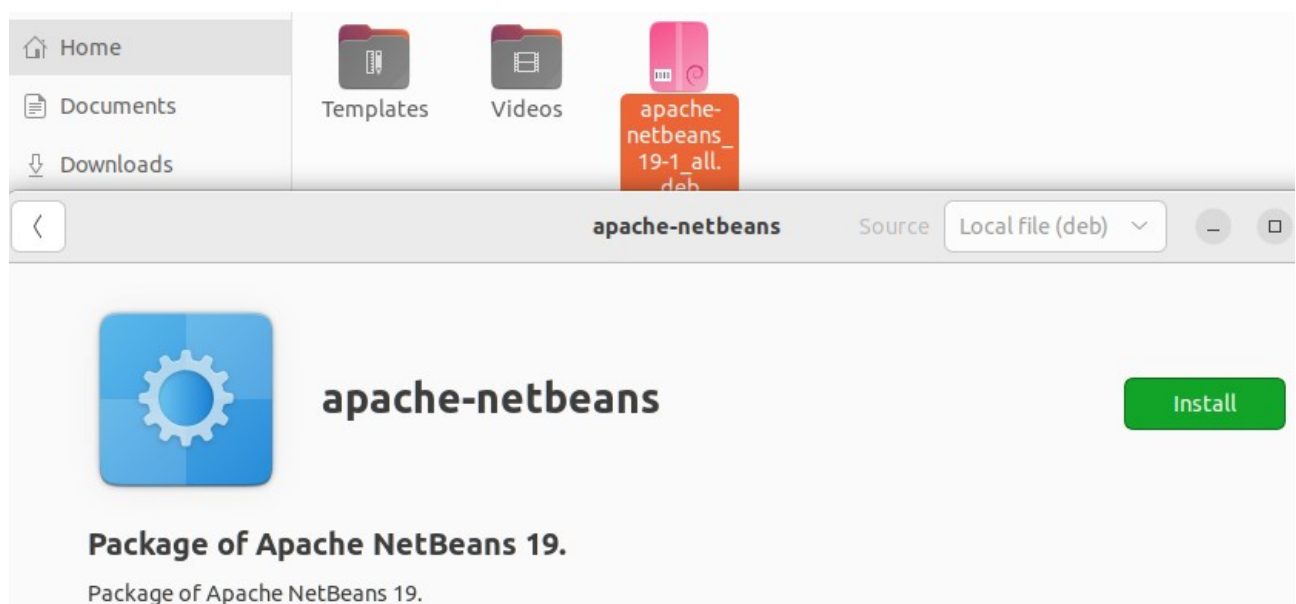 Home
Documents
Downloads
Templates
Videos
apache-
netbeans_
19-1_all.
deb
apache-netbeans
Source
Local file (deb)
apache-netbeans
Install
Package of Apache NetBeans 19.
Package of Apache NetBeans 19.